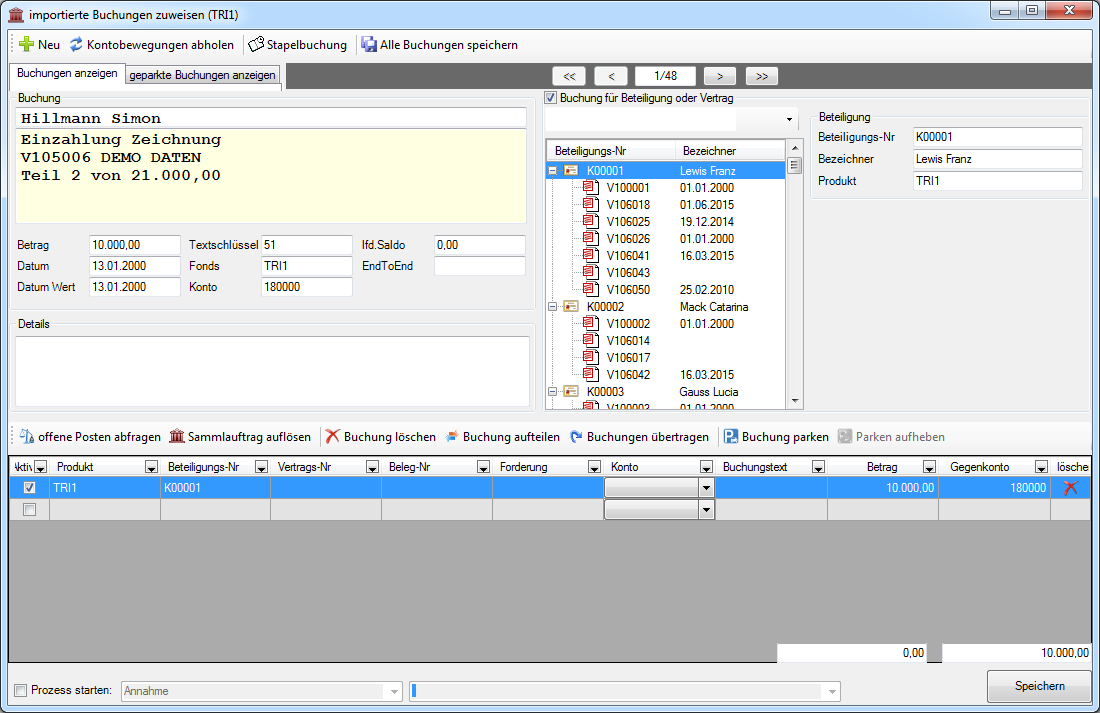 importierte Buchungen zuweisen (TRI1)
Neu Kontobewegungen abholen Stapelbuchung Alle Buchungen speichern
Buchungen anzeigen geparkte Buchungen anzeigen << < 1/48 > >>
Buchung
Hillmann Simon
Einzahlung Zeichnung
V105006 DEMO DATEN
Teil 2 von 21.000,00
Betrag 10.000,00 Textschlüssel 51 lfd.Saldo 0,00
Datum 13.01.2000 Fonds TRI1 EndToEnd
Datum Wert 13.01.2000 Konto 180000
Details
Buchung für Beteiligung oder Vertrag
Beteiligungs-Nr Bezeichner
K00001 Lewis Franz
V100001 01.01.2000
V106018 01.06.2015
V106025 19.12.2014
V106026 01.01.2000
V106041 16.03.2015
V106043
V106050 25.02.2010
K00002 Mack Catarina
V100002 01.01.2000
V106014
V106017
V106042 16.03.2015
K00003 Gauss Lucia
V100003 01.01.2000
Beteiligung
Beteiligungs-Nr K00001
Bezeichner Lewis Franz
Produkt TRI1
offene Posten abfragen Sammlauftrag auflösen Buchung löschen Buchung aufteilen Buchungen übertragen Buchung parken Parken aufheben
Aktiv Produkt Beteiligungs-Nr Vertrags-Nr Beleg-Nr Forderung Konto Buchungstext Betrag Gegenkonto lösche
TRI1 K00001 10.000,00 180000
0,00 10.000,00
Prozess starten: Annahme
Speichern